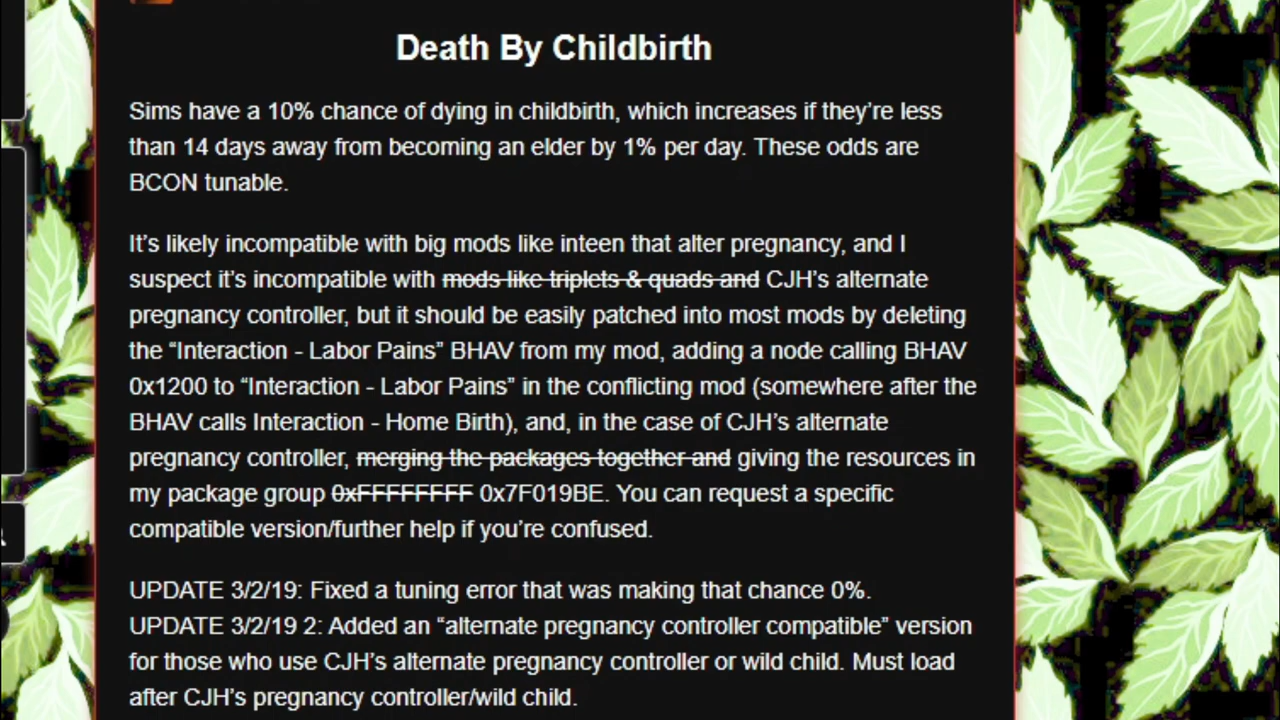 Death By Childbirth
Sims have a 10% chance of dying in childbirth, which increases if they’re less
than 14 days away from becoming an elder by 1% per day. These odds are
BCON tunable.
It’s likely incompatible with big mods like inteen that alter pregnancy, and I
suspect it’s incompatible with mods like triplets & quads and CJH’s alternate
pregnancy controller, but it should be easily patched into most mods by deleting
the “Interaction - Labor Pains” BHAV from my mod, adding a node calling BHAV
0x1200 to “Interaction - Labor Pains” in the conflicting mod (somewhere after the
BHAV calls Interaction - Home Birth), and, in the case of CJH’s alternate
pregnancy controller, merging the packages together and giving the resources in
my package group 0xFFFFFFFF 0x7F019BE. You can request a specific
compatible version/further help if you’re confused.
UPDATE 3/2/19: Fixed a tuning error that was making that chance 0%.
UPDATE 3/2/19 2: Added an “alternate pregnancy controller compatible” version
for those who use CJH’s alternate pregnancy controller or wild child. Must load
after CJH’s pregnancy controller/wild child.